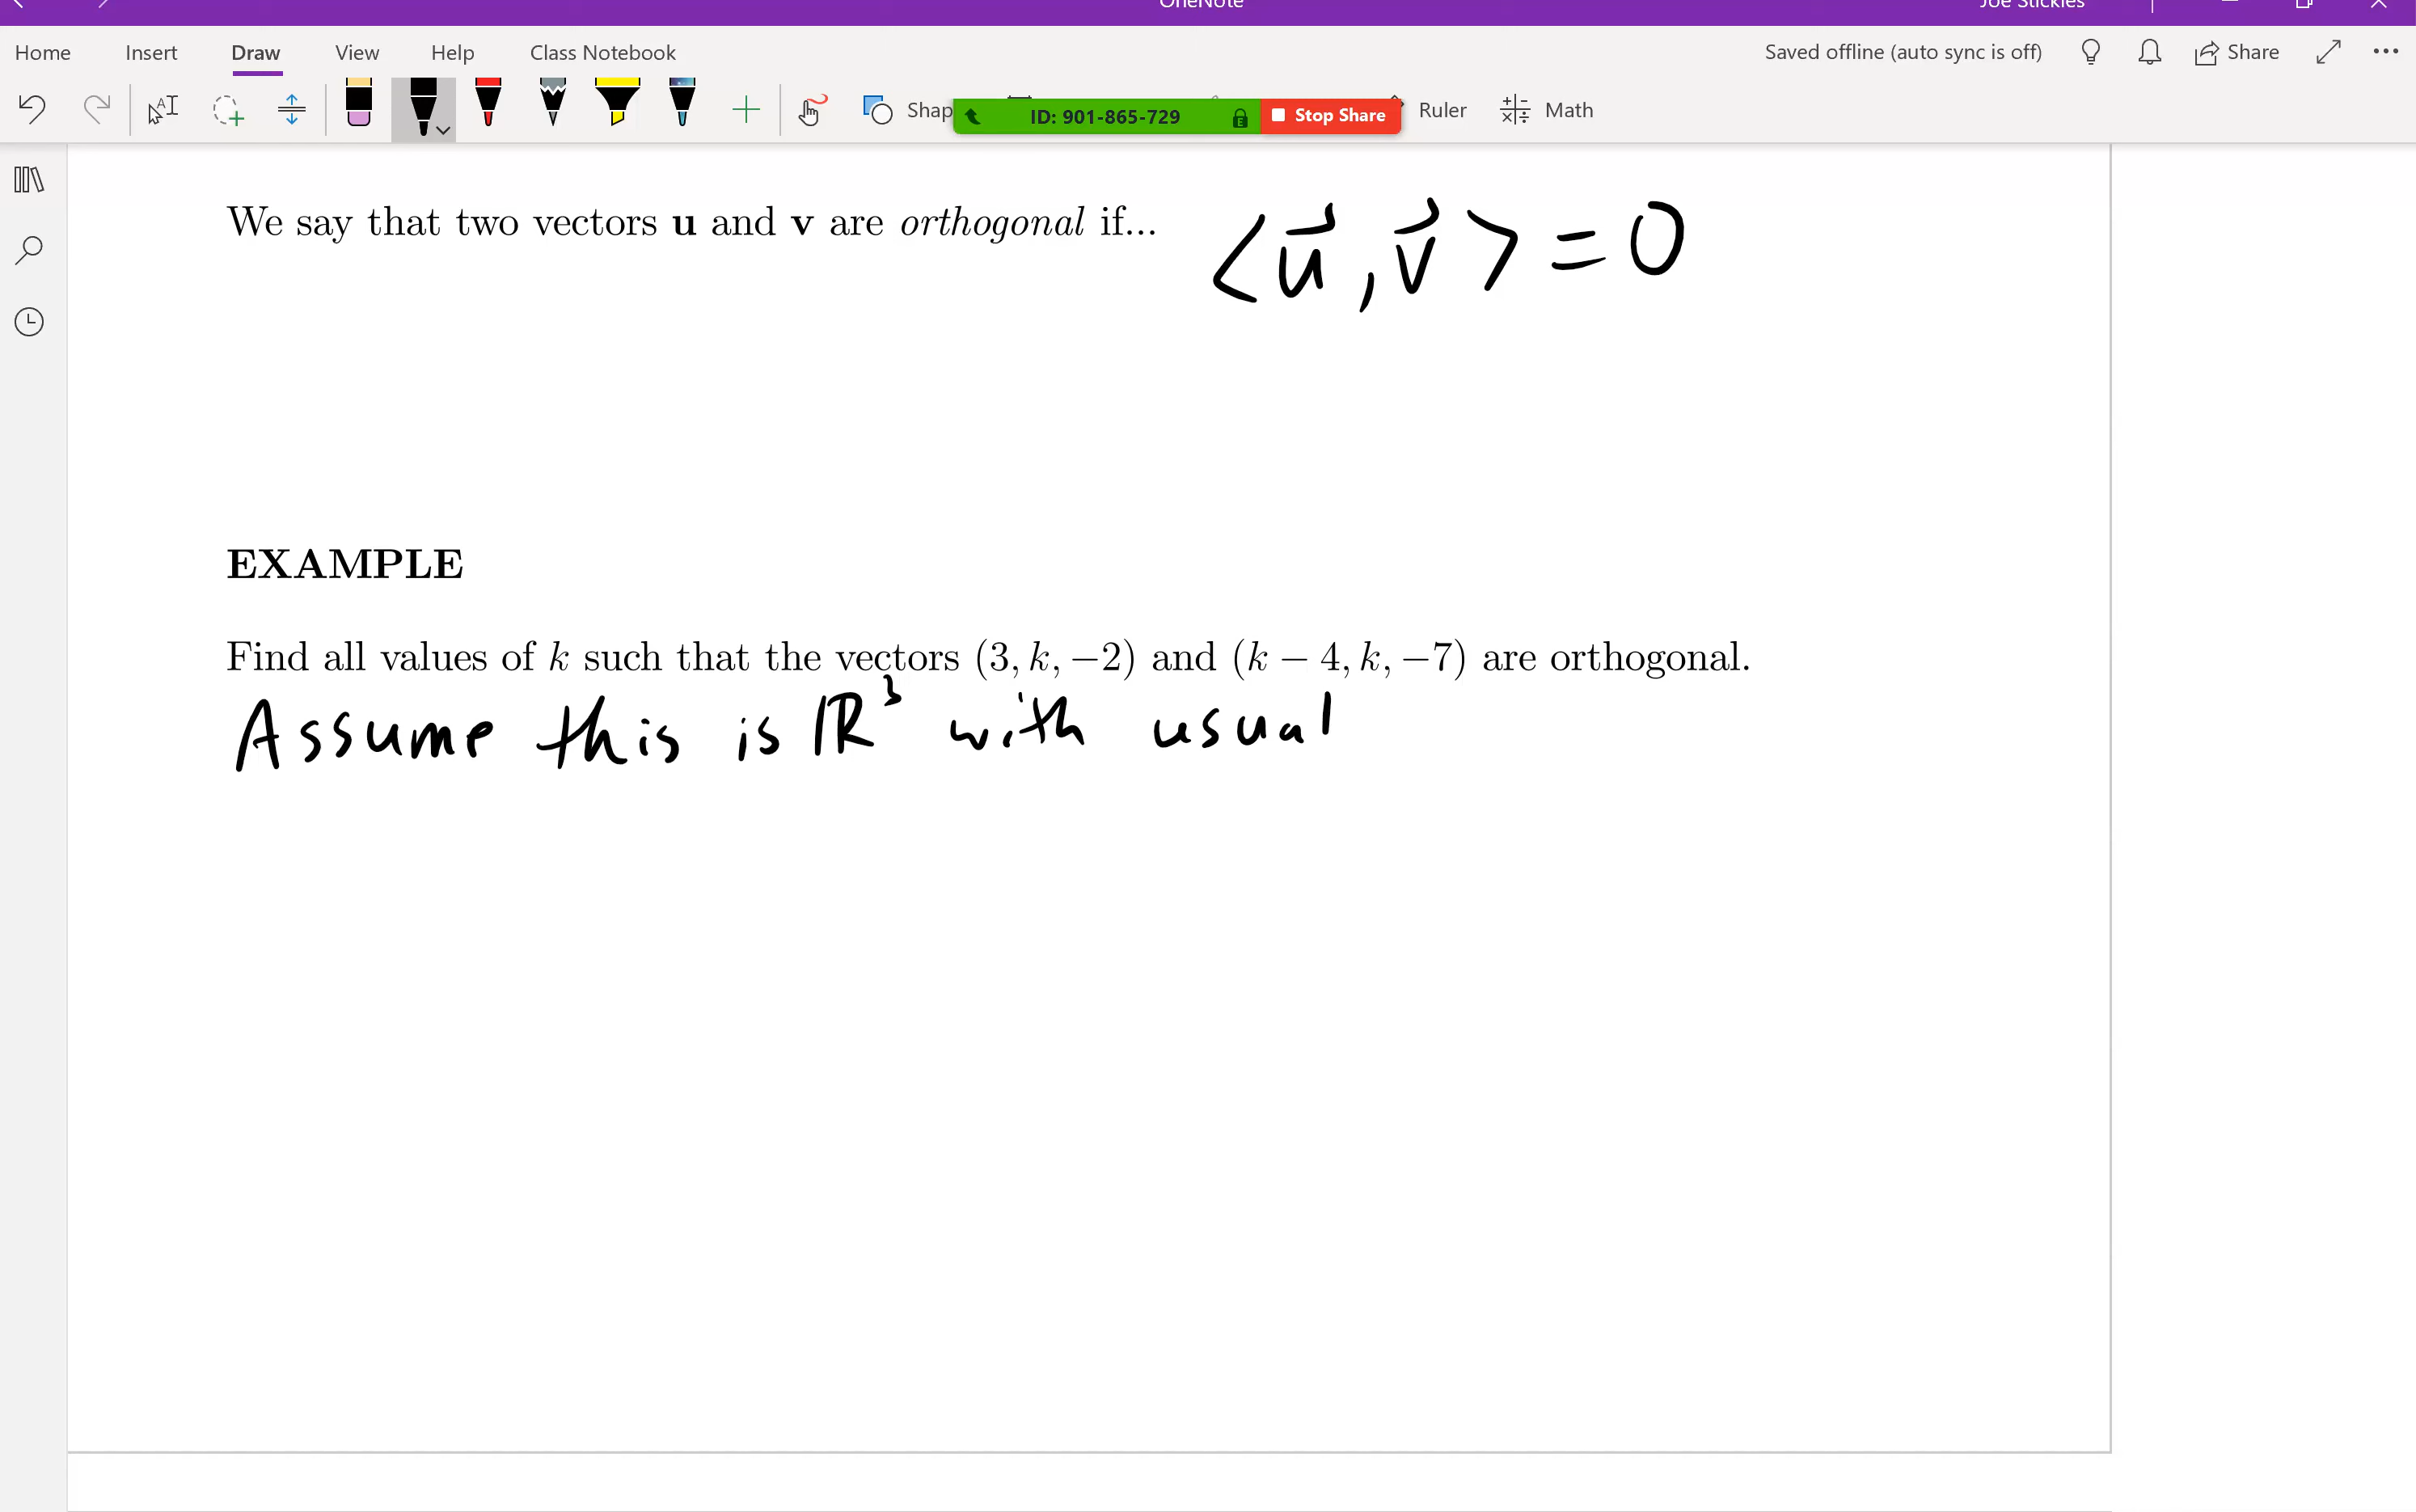 OneNote
Joe Stickles
Home Insert Draw View Help Class Notebook
Saved offline (auto sync is off) Share
Shap ID: 901-865-729 Stop Share Ruler Math
We say that two vectors u and v are orthogonal if... ⟨u⃗, v⃗⟩ = 0
EXAMPLE
Find all values of k such that the vectors (3, k, −2) and (k − 4, k, −7) are orthogonal.
Assume this is ℝ³ with usual